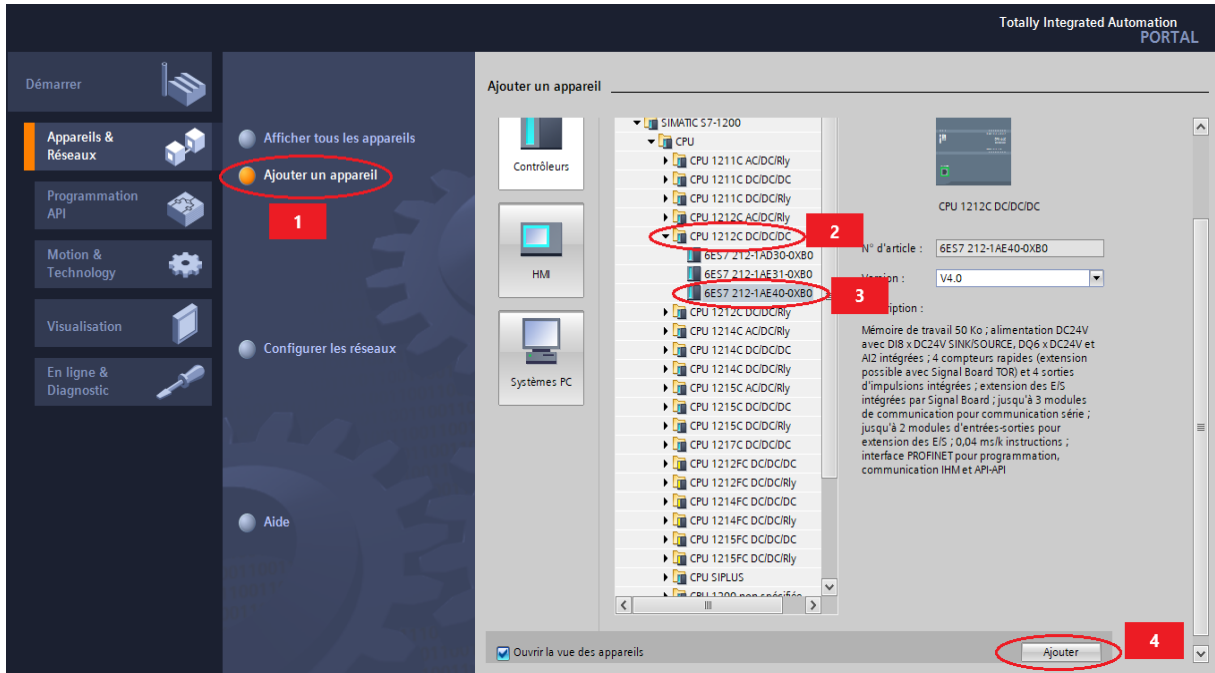 Totally Integrated Automation
PORTAL
Démarrer
Appareils &
Réseaux
Programmation
API
Motion &
Technology
Visualisation
En ligne &
Diagnostic
Afficher tous les appareils
Ajouter un appareil
1
Configurer les réseaux
Aide
Ajouter un appareil
Contrôleurs
HMI
Systèmes PC
SIMATIC S7-1200
CPU
CPU 1211C AC/DC/Rly
CPU 1211C DC/DC/DC
CPU 1211C DC/DC/Rly
CPU 1212C AC/DC/Rly
CPU 1212C DC/DC/DC
2
6ES7 212-1AD30-0XB0
6ES7 212-1AE31-0XB0
6ES7 212-1AE40-0XB0
3
CPU 1212C DC/DC/Rly
CPU 1214C AC/DC/Rly
CPU 1214C DC/DC/DC
CPU 1214C DC/DC/Rly
CPU 1215C AC/DC/Rly
CPU 1215C DC/DC/DC
CPU 1215C DC/DC/Rly
CPU 1217C DC/DC/DC
CPU 1212FC DC/DC/DC
CPU 1212FC DC/DC/Rly
CPU 1214FC DC/DC/DC
CPU 1214FC DC/DC/Rly
CPU 1215FC DC/DC/DC
CPU 1215FC DC/DC/Rly
CPU SIPLUS
CPU 1200 non spécifiée
CPU 1212C DC/DC/DC
N° d'article : 6ES7 212-1AE40-0XB0
Version : V4.0
ription :
Mémoire de travail 50 Ko ; alimentation DC24V
avec DI8 x DC24V SINK/SOURCE, DQ6 x DC24V et
AI2 intégrées ; 4 compteurs rapides (extension
possible avec Signal Board TOR) et 4 sorties
d'impulsions intégrées ; extension des E/S
intégrées par Signal Board ; jusqu'à 3 modules
de communication pour communication série ;
jusqu'à 2 modules d'entrées-sorties pour
extension des E/S ; 0,04 ms/k instructions ;
interface PROFINET pour programmation,
communication IHM et API-API
Ouvrir la vue des appareils
Ajouter
4